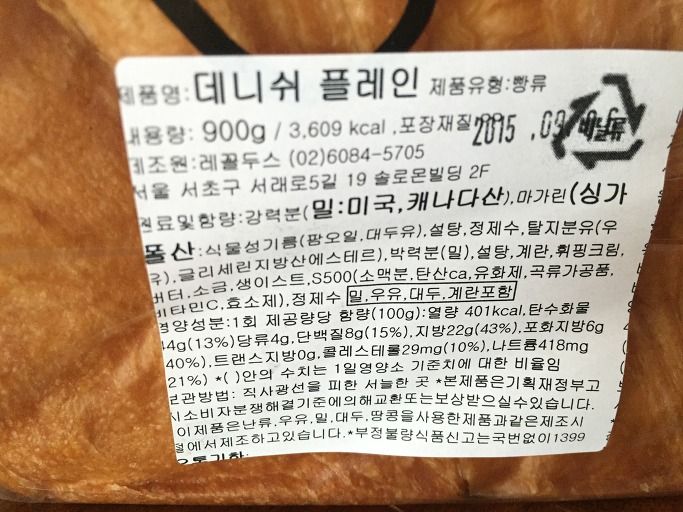 제품명:데니쉬 플레인 제품유형:빵류
내용량: 900g / 3,609 kcal ,포장재질
2015 .09
제조원:레꼴두스 (02)6084-5705
서울 서초구 서래로5길 19 솔로몬빌딩 2F
원료및함량:강력분(밀:미국,캐나다산),마가린(싱가
폴산:식물성기름(팜오일,대두유),설탕,정제수,탈지분유(우
유),글리세린지방산에스테르),박력분(밀),설탕,계란,휘핑크림,
버터,소금,생이스트,S500(소맥분,탄산ca,유화제,곡류가공품,
비타민C,효소제),정제수 밀,우유,대두,계란포함
영양성분:1회 제공량당 함량(100g):열량 401kcal,탄수화물
44g(13%)당류4g,단백질8g(15%),지방22g(43%),포화지방6g
(40%),트랜스지방0g,콜레스테롤29mg(10%),나트륨418mg
(21%) *( )안의 수치는 1일영양소 기준치에 대한 비율임
보관방법: 직사광선을 피한 서늘한 곳 *본제품은기획재정부고
시소비자분쟁해결기준에의해교환또는보상받으실수있습니다.
이제품은난류,우유,밀,대두,땅콩을사용한제품과같은제조시
설에서제조하고있습니다.*부정불량식품신고는국번없이1399